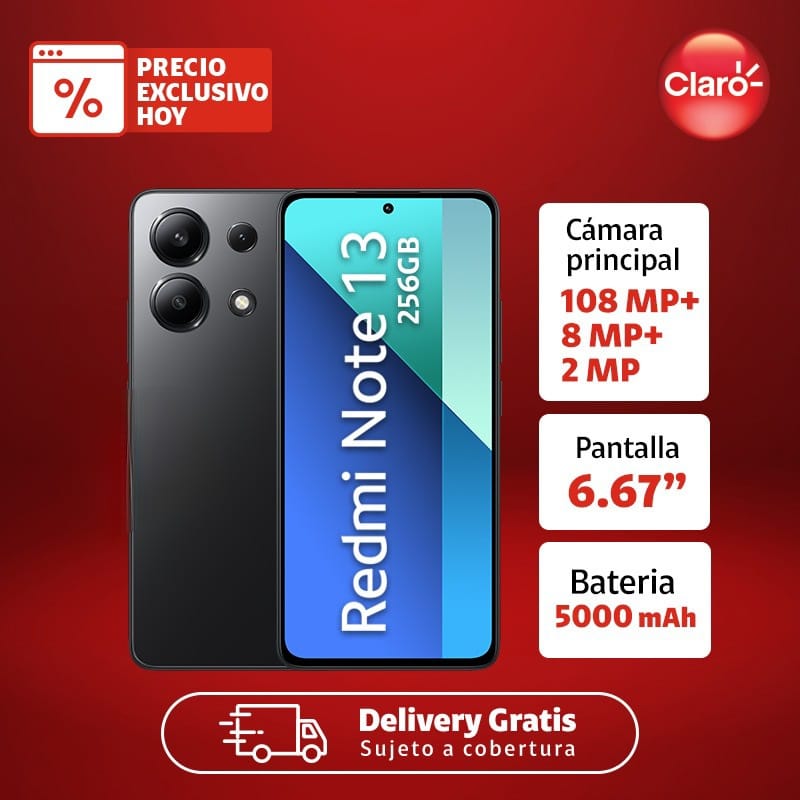 %
PRECIO
EXCLUSIVO
HOY
Claro
Redmi Note 13
256GB
Cámara
principal
108 MP+
8 MP+
2 MP
Pantalla
6.67”
Bateria
5000 mAh
Delivery Gratis
Sujeto a cobertura